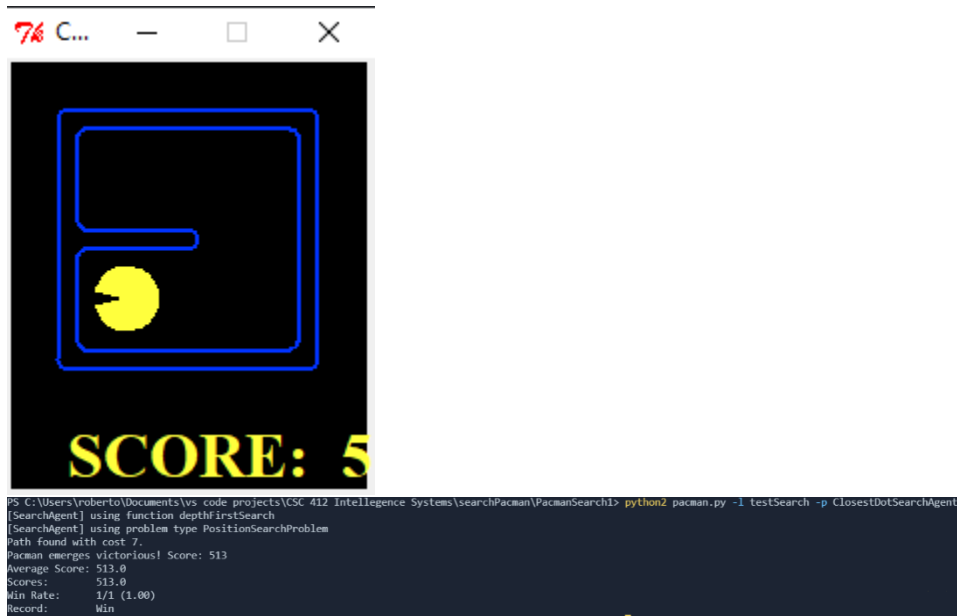 C...
SCORE: 5
PS C:\Users\roberto\Documents\vs code projects\CSC 412 Intellegence Systems\searchPacman\PacmanSearch1> python2 pacman.py -l testSearch -p ClosestDotSearchAgent
[SearchAgent] using function depthFirstSearch
[SearchAgent] using problem type PositionSearchProblem
Path found with cost 7.
Pacman emerges victorious! Score: 513
Average Score: 513.0
Scores:        513.0
Win Rate:      1/1 (1.00)
Record:        Win